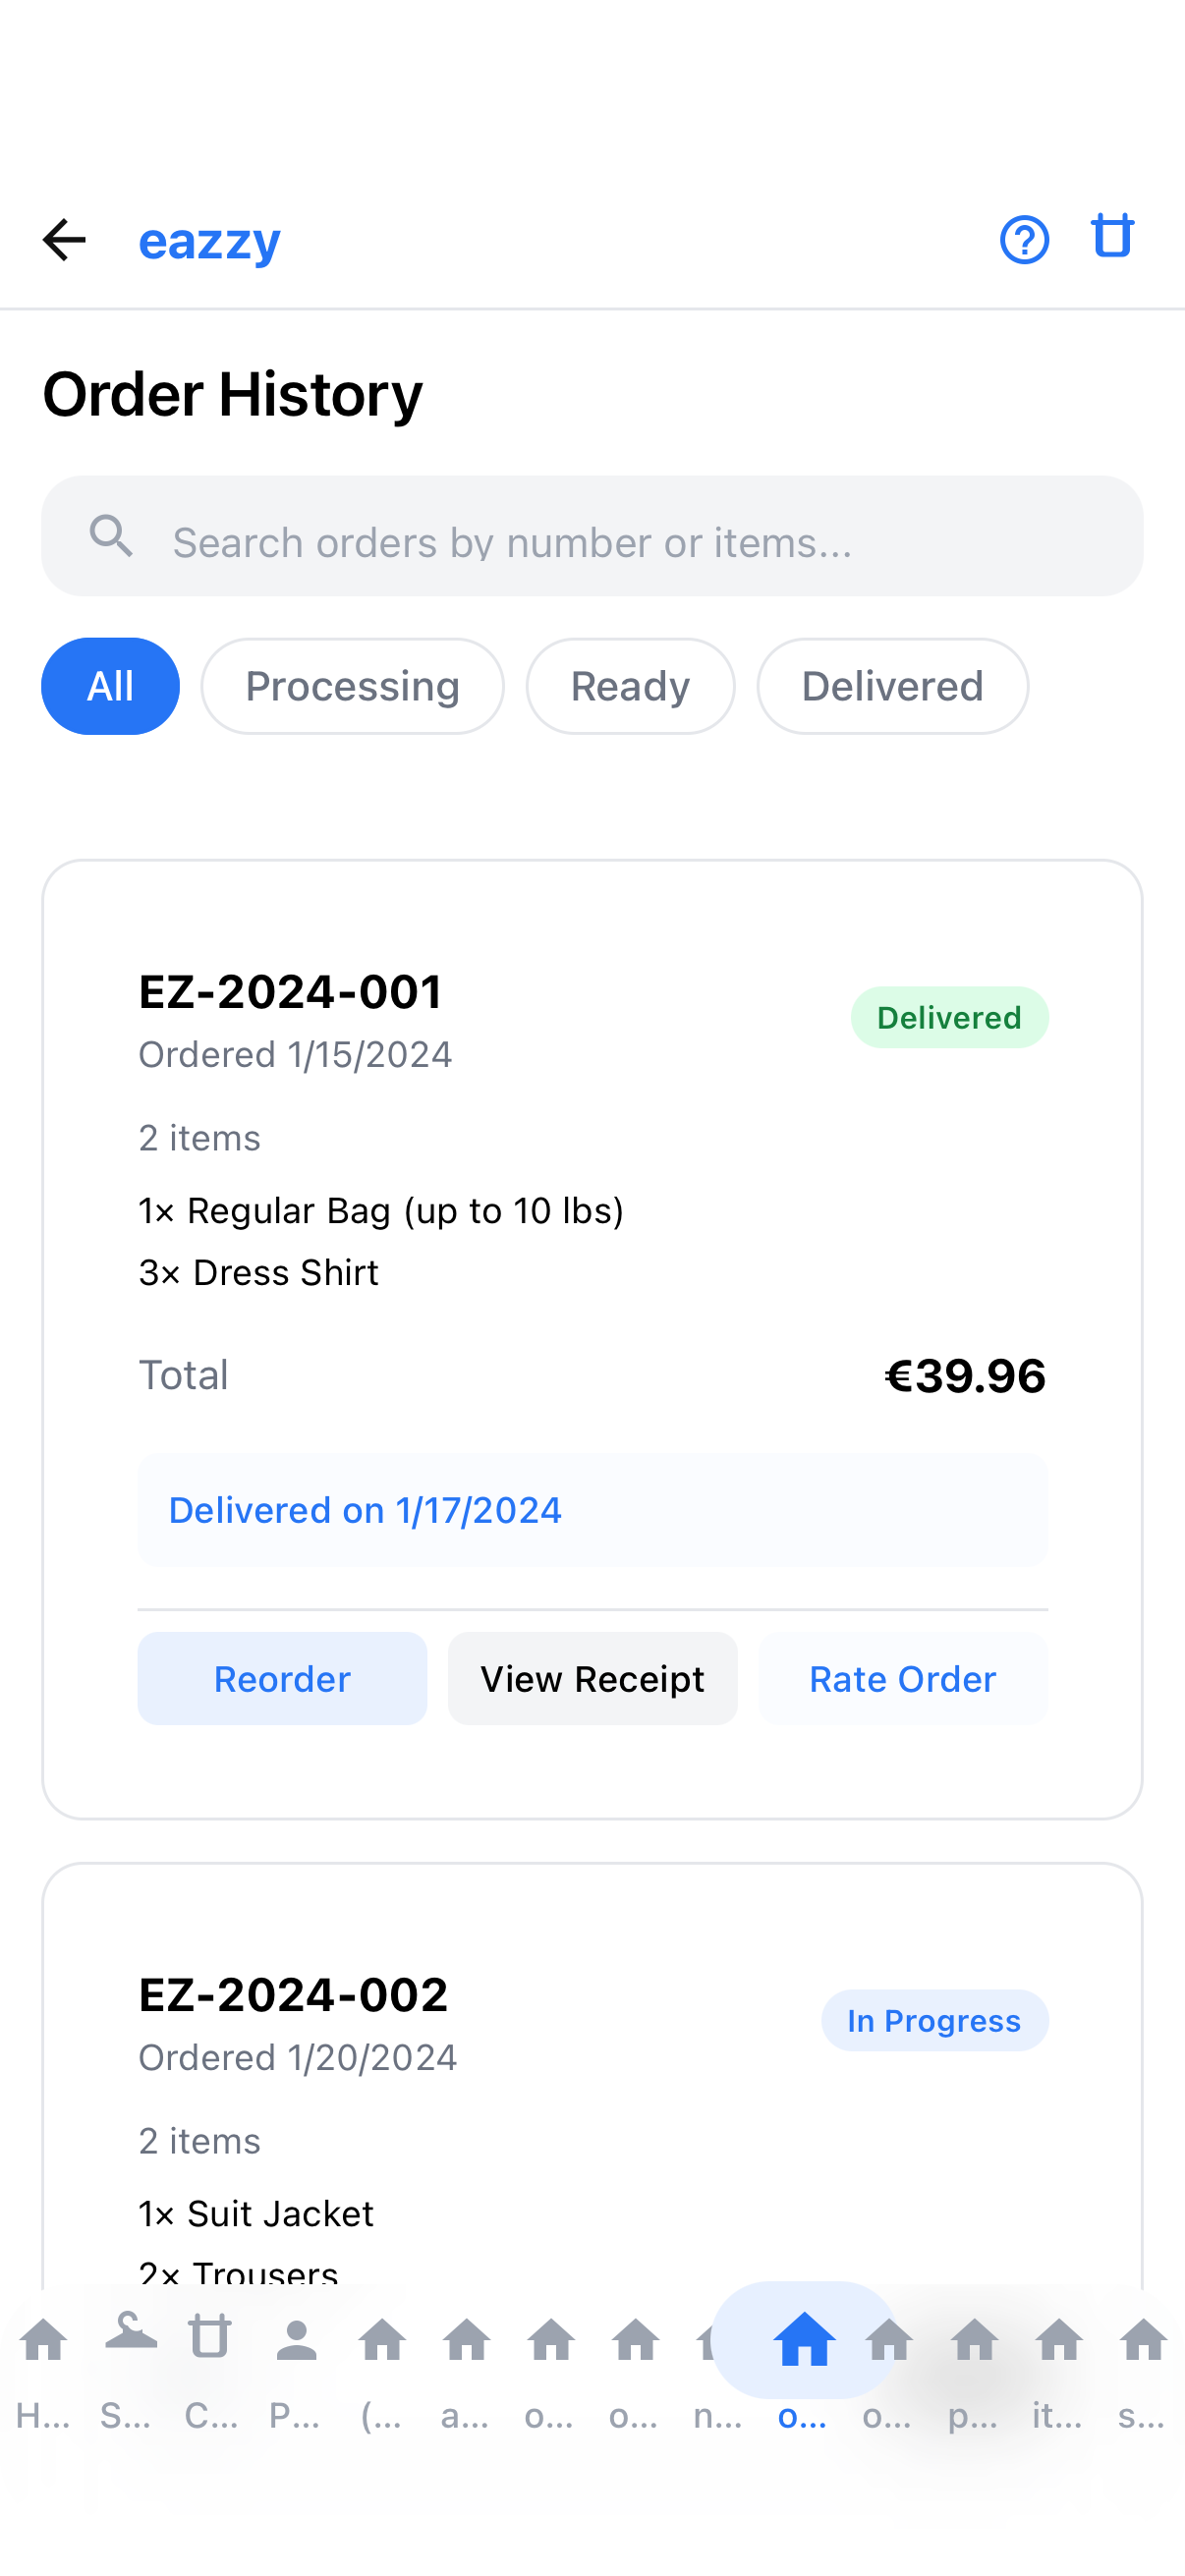 eazzy
Order History
Search orders by number or items...
All Processing Ready Delivered
EZ-2024-001
Delivered
Ordered 1/15/2024
2 items
1× Regular Bag (up to 10 lbs)
3× Dress Shirt
Total €39.96
Delivered on 1/17/2024
Reorder View Receipt Rate Order
EZ-2024-002
In Progress
Ordered 1/20/2024
2 items
1× Suit Jacket
2× Trousers
H... S... C... P... (... a... o... o... n... o... o... p... it... s...